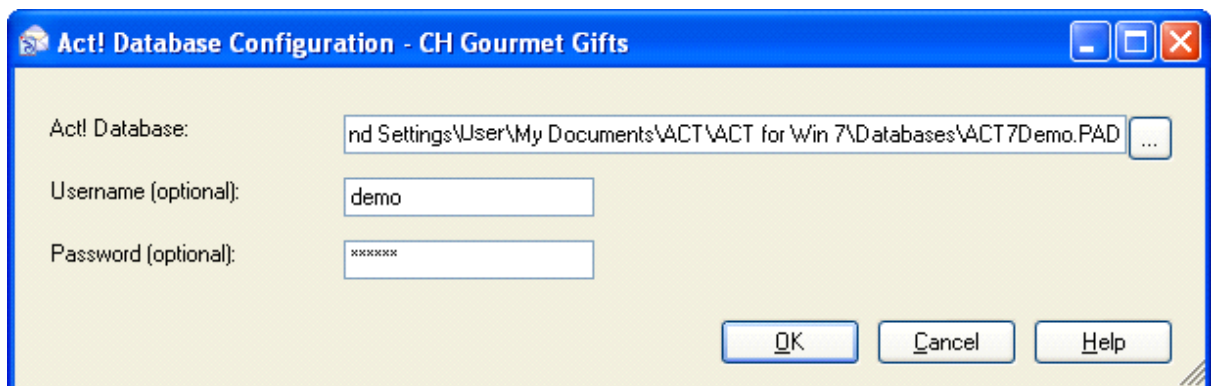 Act! Database Configuration - CH Gourmet Gifts
Act! Database:
nd Settings\User\My Documents\ACT\ACT for Win 7\Databases\ACT7Demo.PAD
...
Username (optional):
demo
Password (optional):
******
OK
Cancel
Help